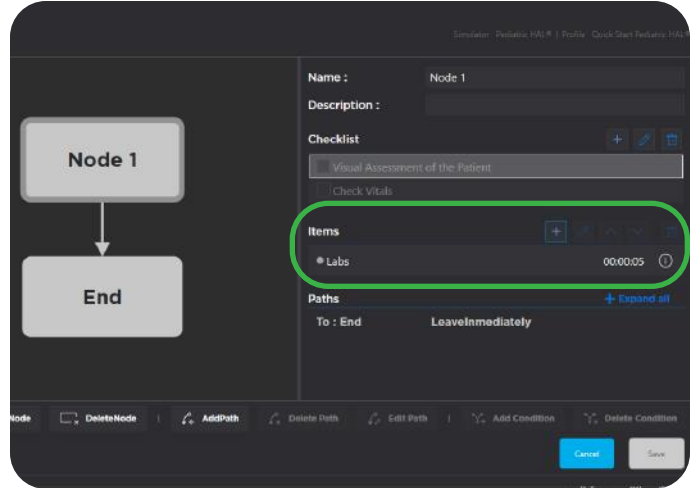 Simulator: Pediatric HAL® | Profile: Quick Start Pediatric HAL®
Name :
Node 1
Description :
Checklist
Visual Assessment of the Patient
Check Vitals
Items
Labs
00:00:05
Paths
+ Expand all
To : End
LeaveInmediately
Node 1
End
Node
DeleteNode
AddPath
Delete Path
Edit Path
Add Condition
Delete Condition
Cancel
Save